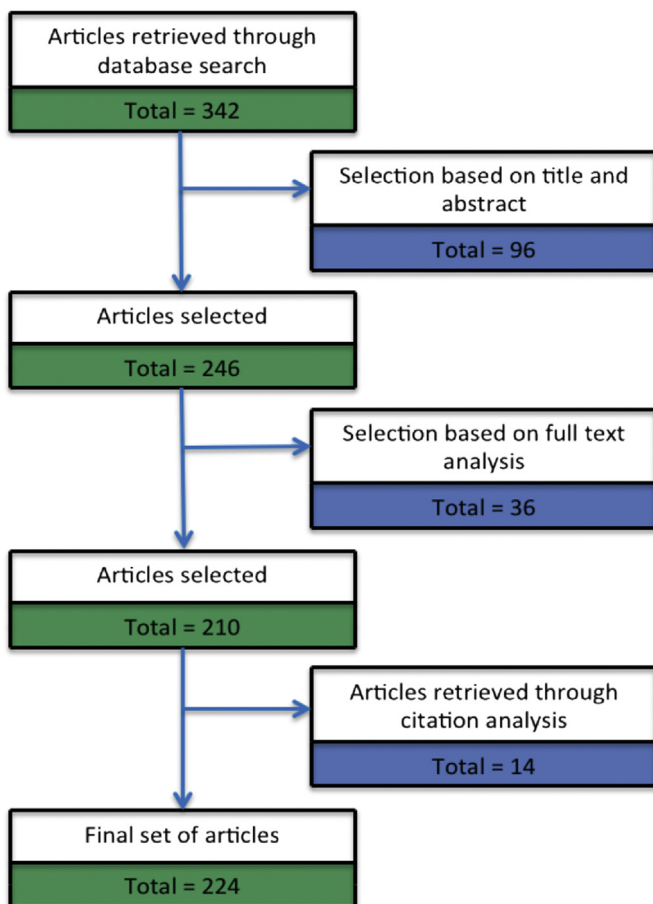 Articles retrieved through
database search
Total = 342
Selection based on title and
abstract
Total = 96
Articles selected
Total = 246
Selection based on full text
analysis
Total = 36
Articles selected
Total = 210
Articles retrieved through
citation analysis
Total = 14
Final set of articles
Total = 224